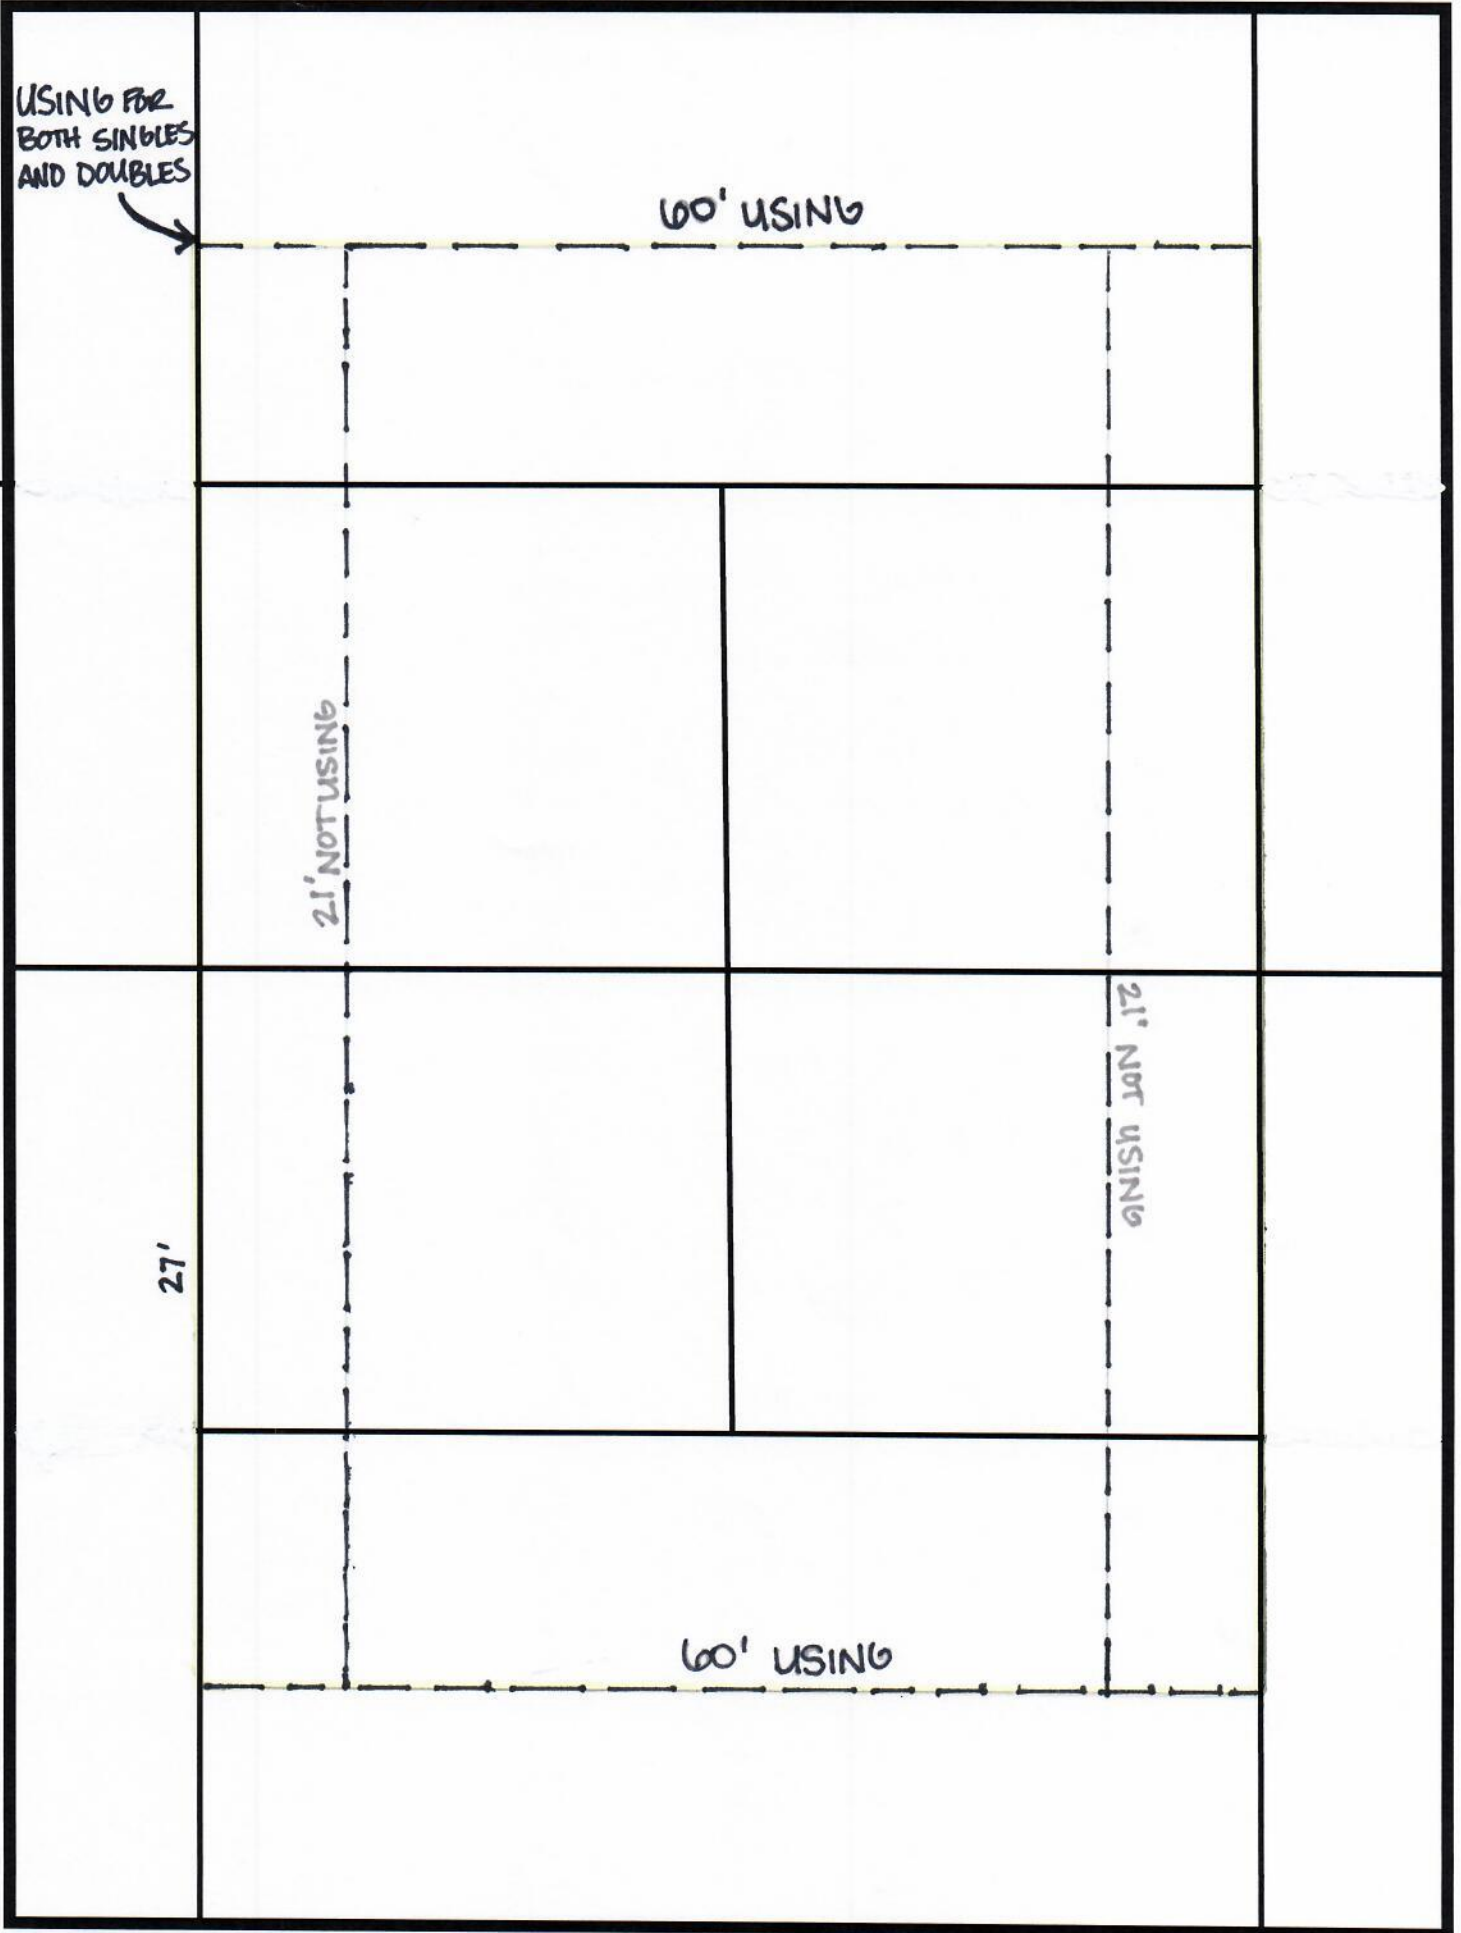 USING FOR
BOTH SINGLES
AND DOUBLES
60' USING
21' NOT USING
21' NOT USING
27'
60' USING